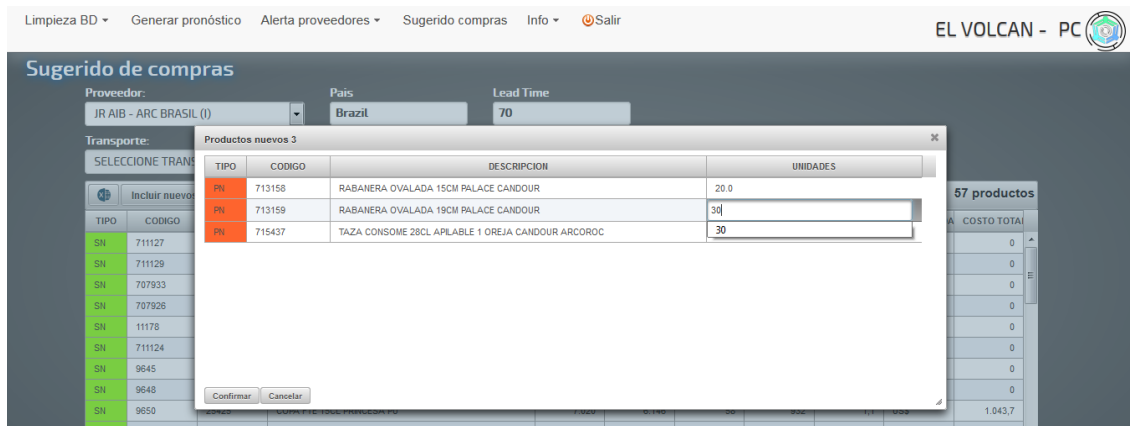 Limpieza BD Generar pronóstico Alerta proveedores Sugerido compras Info Salir
EL VOLCAN - PC
Sugerido de compras
Proveedor: Pais Lead Time
JR AIB - ARC BRASIL (I) Brazil 70
Transporte:
SELECCIONE TRANS
Productos nuevos 3
TIPO CODIGO DESCRIPCION UNIDADES
PN 713158 RABANERA OVALADA 15CM PALACE CANDOUR 20.0
PN 713159 RABANERA OVALADA 19CM PALACE CANDOUR 30
30
PN 715437 TAZA CONSOME 28CL APILABLE 1 OREJA CANDOUR ARCOROC
Confirmar Cancelar
Incluir nuevos 57 productos
TIPO CODIGO COSTO TOTAL
SN 711127 0
SN 711129 0
SN 707933 0
SN 707926 0
SN 11178 0
SN 711124 0
SN 9645 0
SN 9648 0
SN 9650 1.043,7